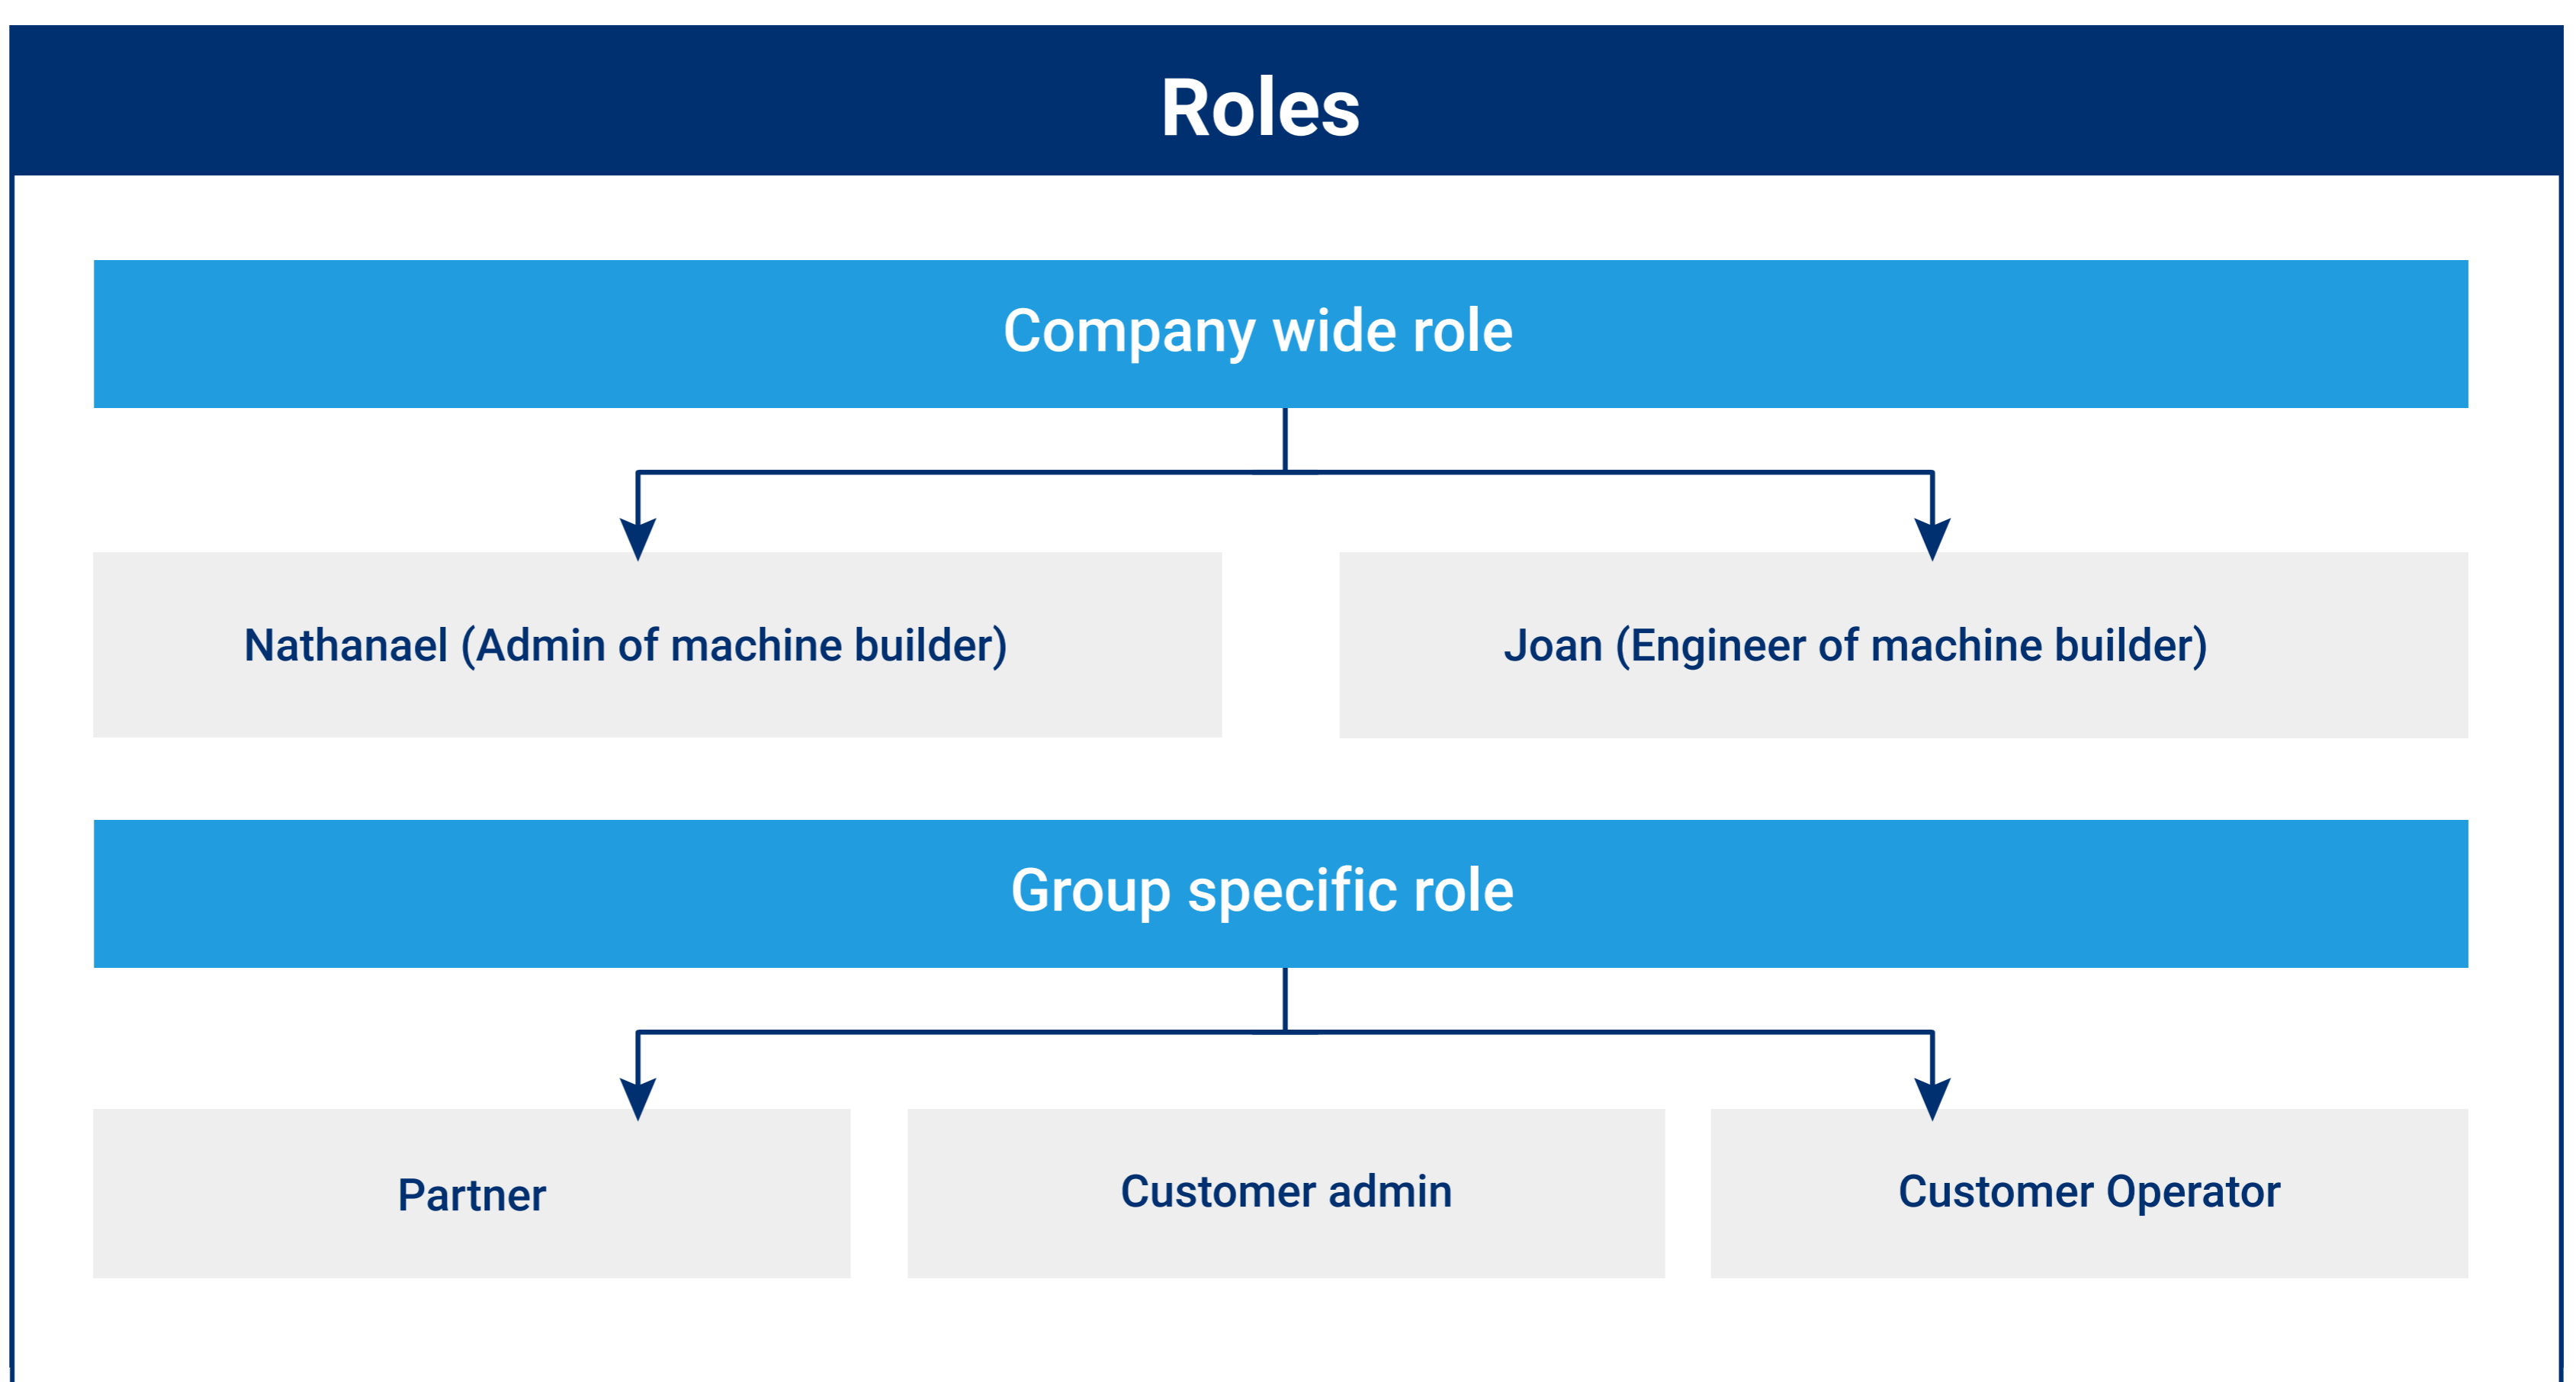 Roles
Company wide role
Nathanael (Admin of machine builder)
Joan (Engineer of machine builder)
Group specific role
Partner
Customer admin
Customer Operator